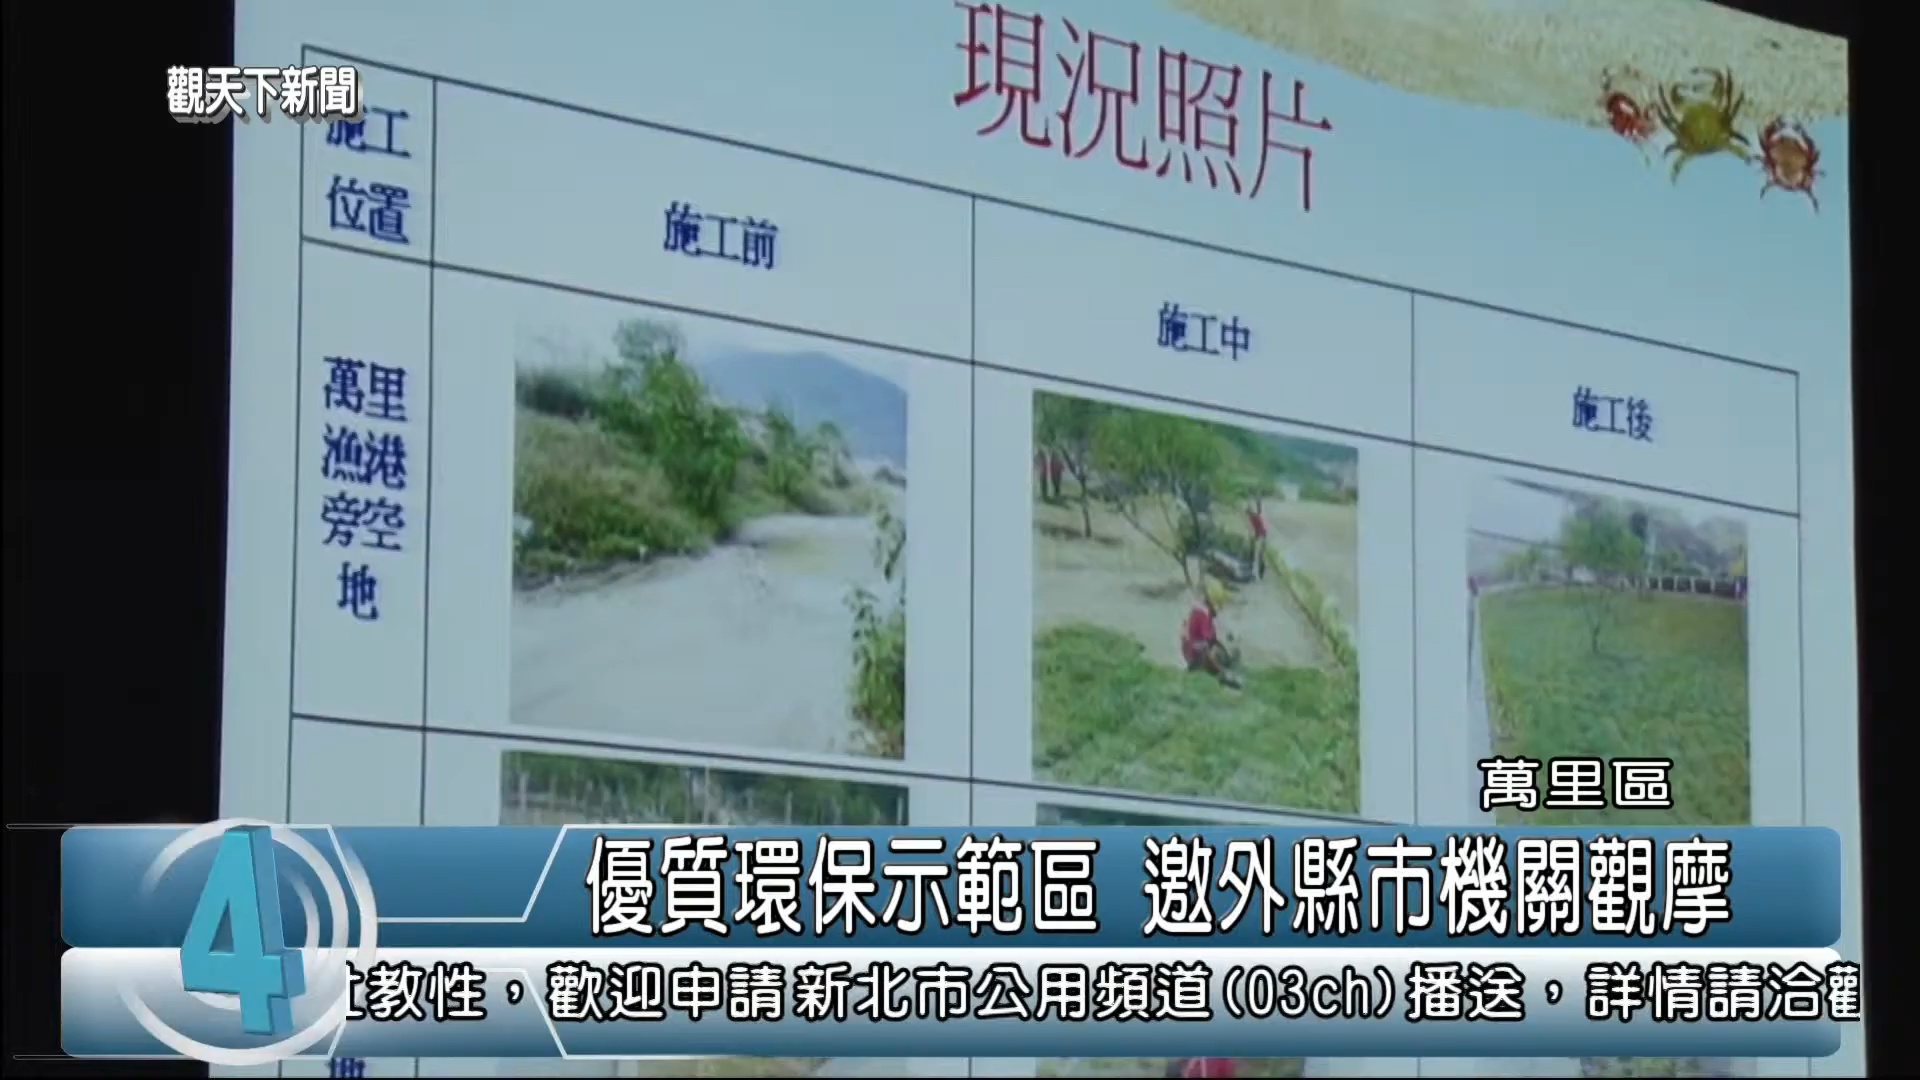 觀天下新聞
現況照片
施工
位置
施工前
施工中
施工後
萬里
漁港
旁空
地
萬里區
優質環保示範區 邀外縣市機關觀摩
4
教性，歡迎申請新北市公用頻道(03ch)播送，詳情請洽觀